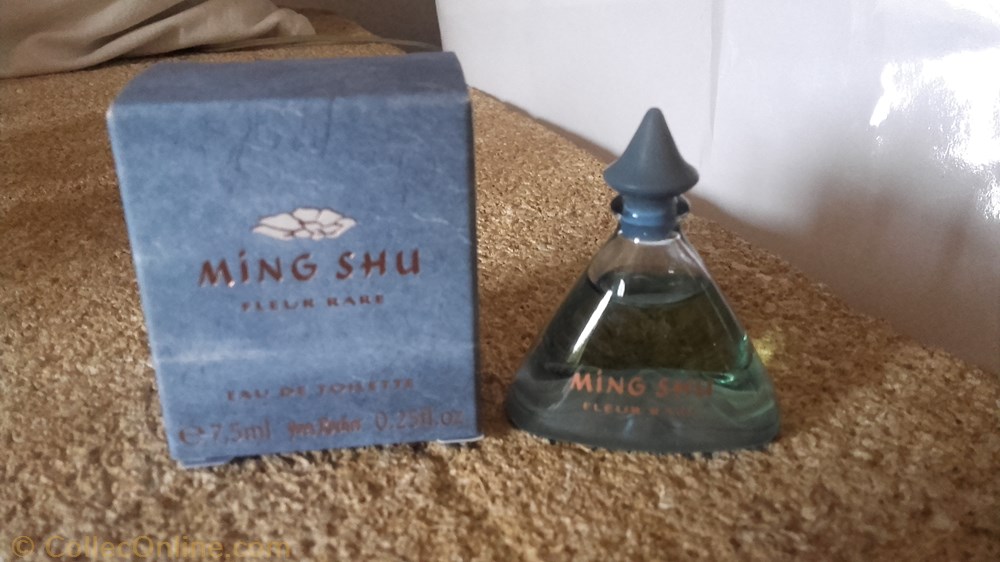 MiNG SHU
FLEUR RARE
EAU DE TOILETTE
e 7,5ml Yves Rocher 0.25fl.oz
MiNG SHU
FLEUR RARE
© CollecOnline.com